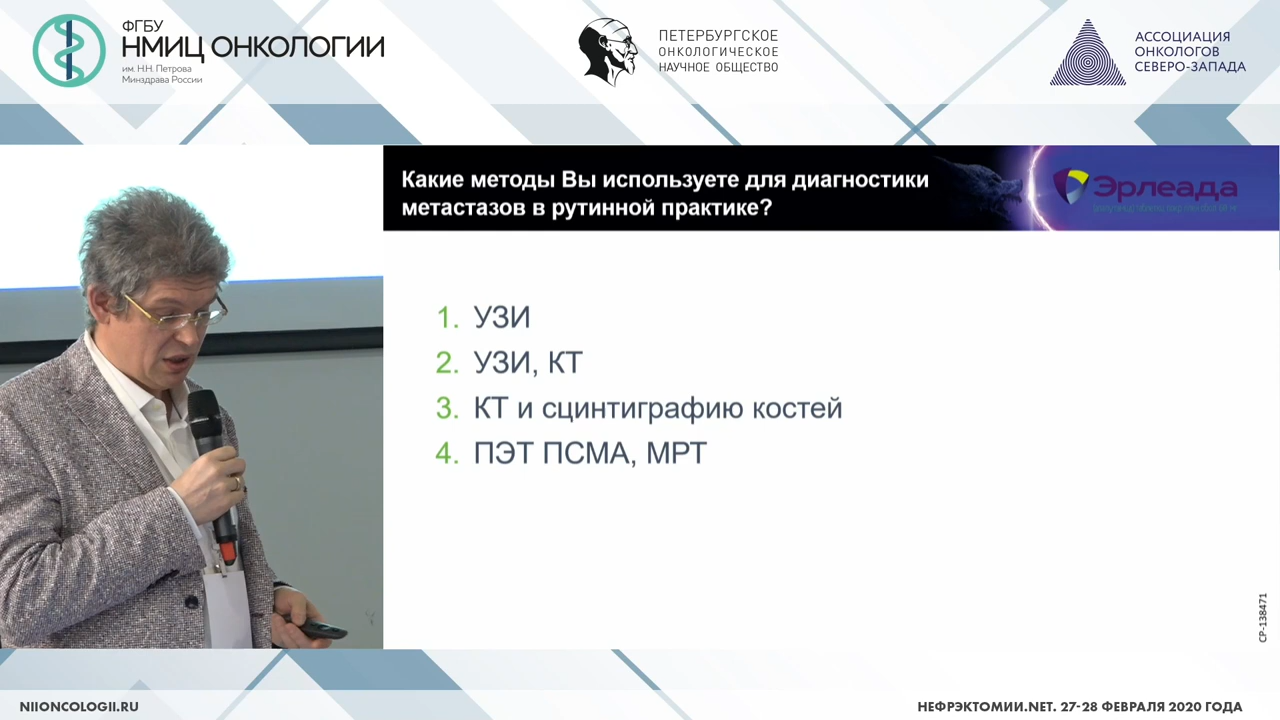 ФГБУ
НМИЦ ОНКОЛОГИИ
им. Н.Н. Петрова
Минздрава России
ПЕТЕРБУРГСКОЕ
ОНКОЛОГИЧЕСКОЕ
НАУЧНОЕ ОБЩЕСТВО
АССОЦИАЦИЯ
ОНКОЛОГОВ
СЕВЕРО-ЗАПАДА
Какие методы Вы используете для диагностики
метастазов в рутинной практике?
Эрлеада
1. УЗИ
2. УЗИ, КТ
3. КТ и сцинтиграфию костей
4. ПЭТ ПСМА, МРТ
CP-138471
NIIONCOLOGII.RU
НЕФРЭКТОМИИ.NET. 27-28 ФЕВРАЛЯ 2020 ГОДА